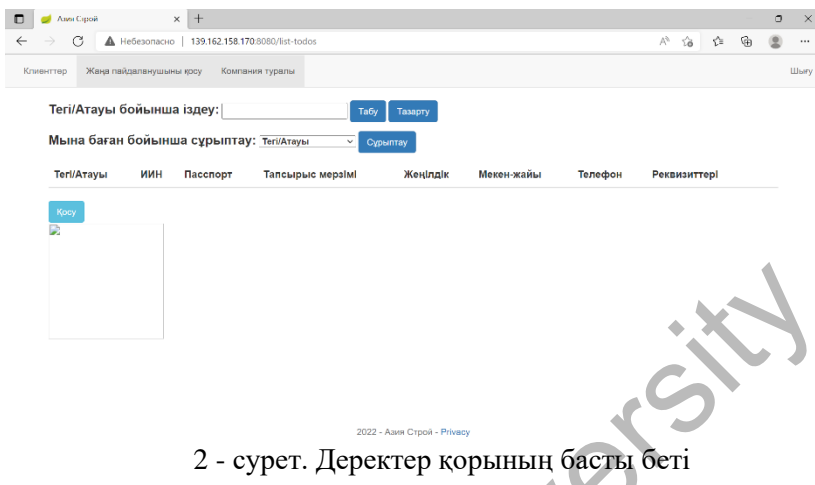 Азия Строй
Небезопасно | 139.162.158.170:8080/list-todos
Клиенттер Жаңа пайдаланушыны қосу Компания туралы Шығу
Тегі/Атауы бойынша іздеу: Табу Тазарту
Мына баған бойынша сұрыптау: Тегі/Атауы Сұрыптау
Тегі/Атауы ИИН Пасспорт Тапсырыс мерзімі Жеңілдік Мекен-жайы Телефон Реквизиттері
Қосу
2022 - Азия Строй - Privacy
2 - сурет. Деректер қорының басты беті